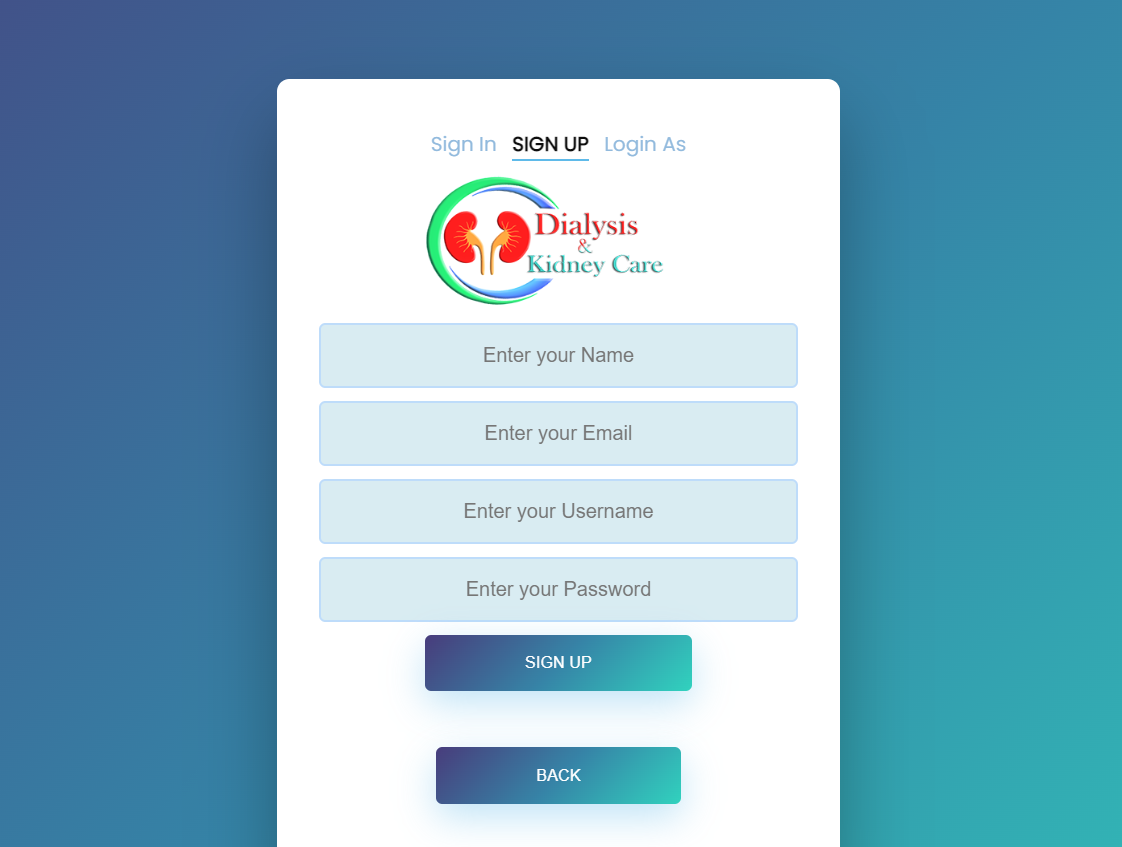 Sign In SIGN UP Login As
Dialysis
&
Kidney Care
Enter your Name
Enter your Email
Enter your Username
Enter your Password
SIGN UP
BACK